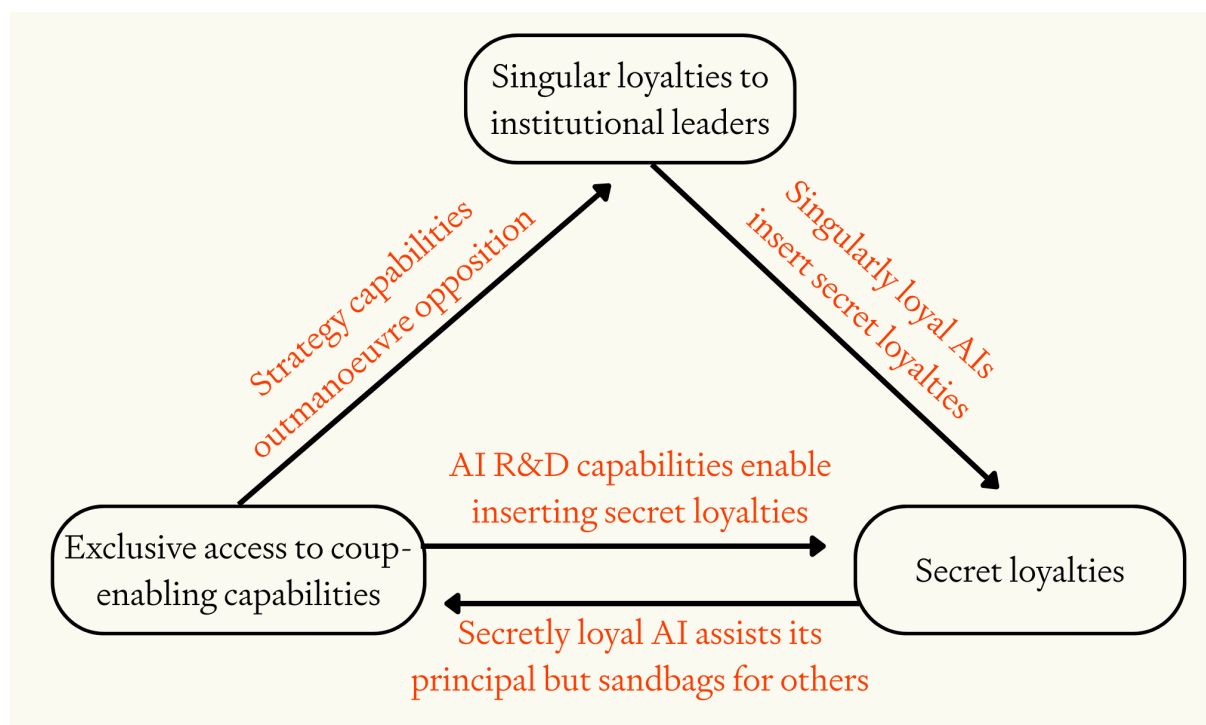 Singular loyalties to
institutional leaders
Strategy capabilities
outmanoeuvre opposition
Singularly loyal AIs
insert secret loyalties
AI R&D capabilities enable
inserting secret loyalties
Exclusive access to coup-
enabling capabilities
Secret loyalties
Secretly loyal AI assists its
principal but sandbags for others